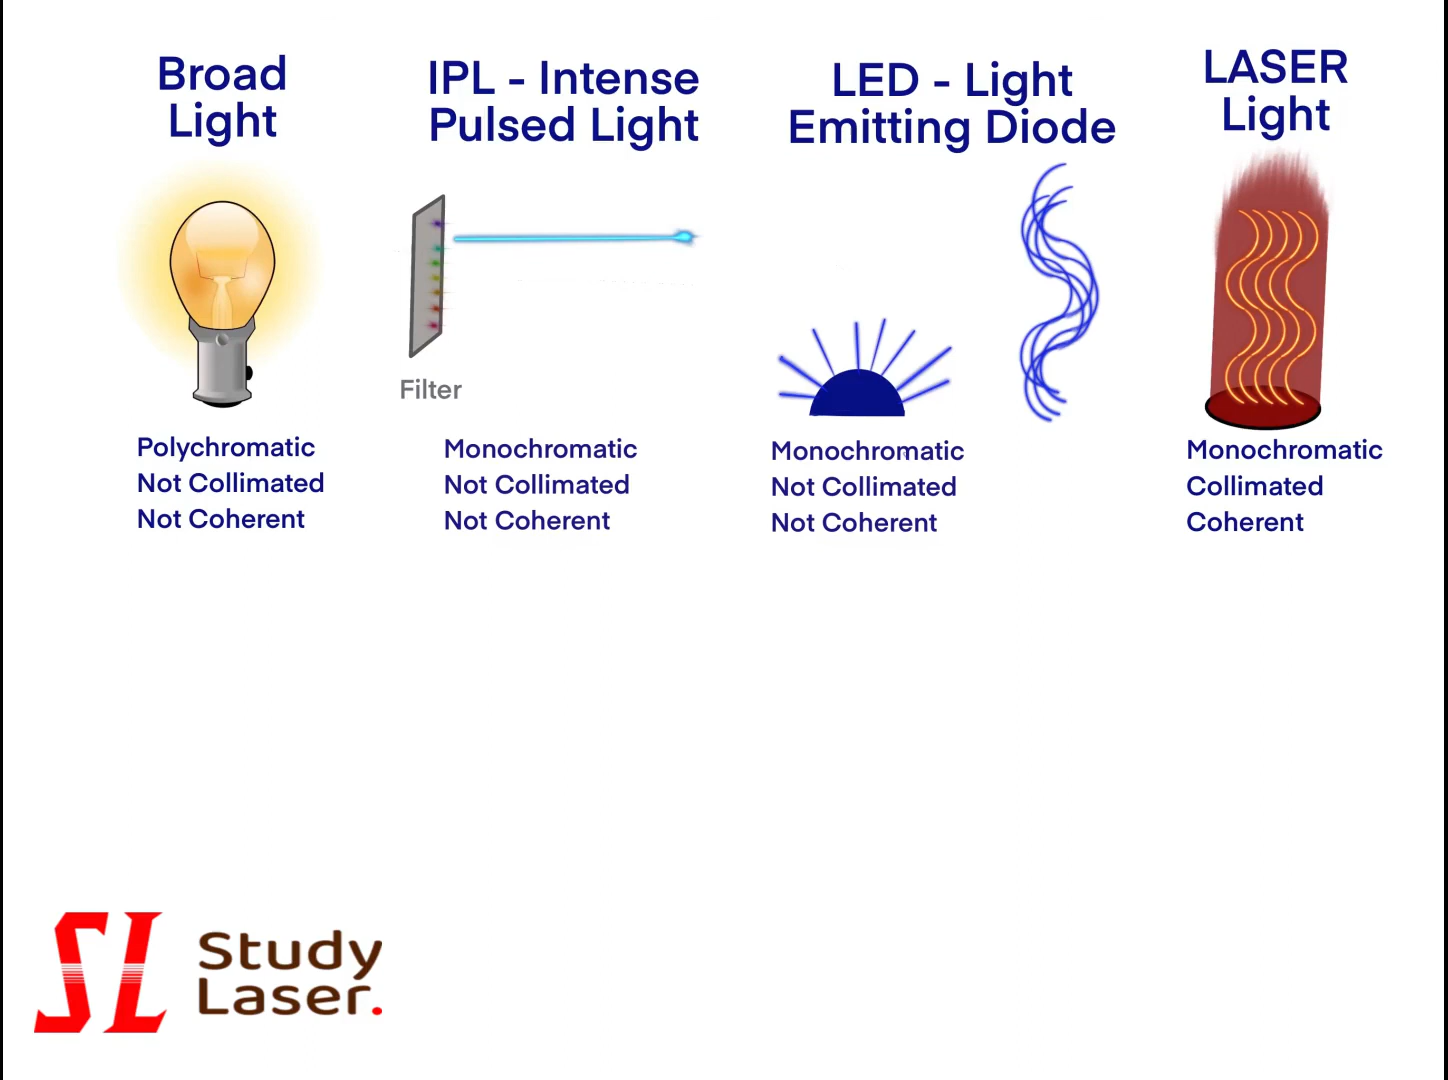 Broad
Light
IPL - Intense
Pulsed Light
LED - Light
Emitting Diode
LASER
Light
Filter
Polychromatic
Not Collimated
Not Coherent
Monochromatic
Not Collimated
Not Coherent
Monochromatic
Not Collimated
Not Coherent
Monochromatic
Collimated
Coherent
SL
Study
Laser.